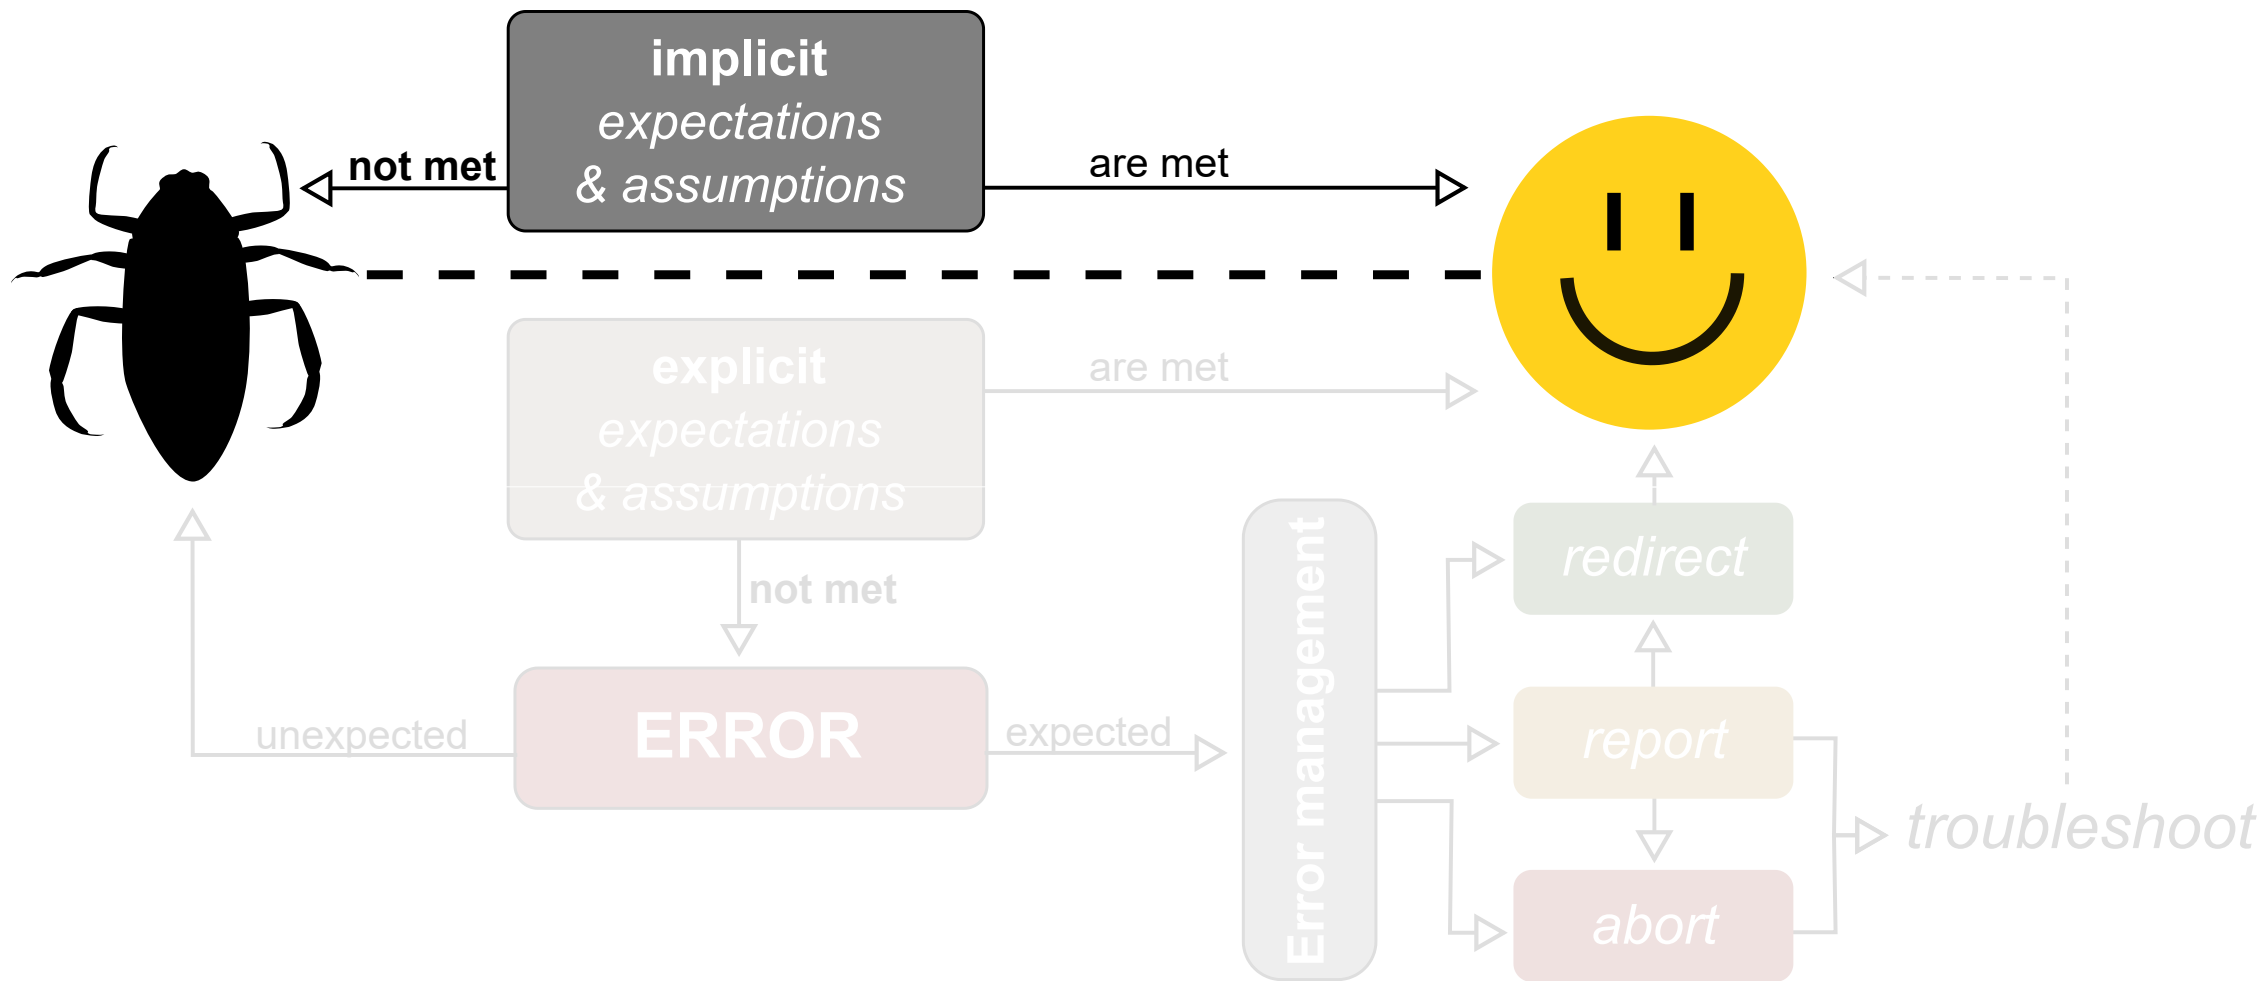 implicit
expectations
& assumptions
not met
are met
explicit
expectations
& assumptions
are met
not met
ERROR
unexpected
expected
Error management
redirect
report
abort
troubleshoot